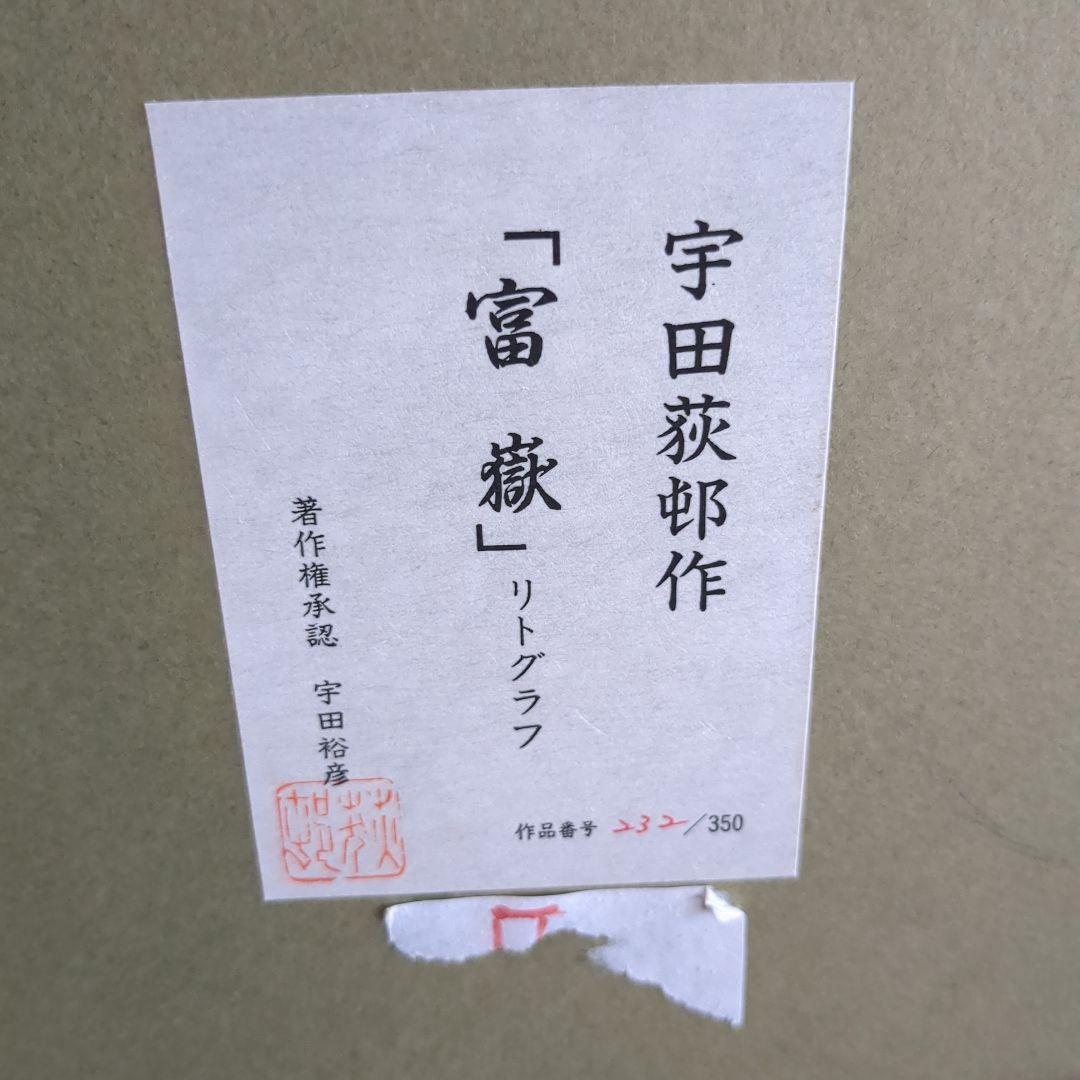 宇田荻邨作
「富嶽」リトグラフ
著作権承認 宇田裕彦
作品番号 232/350